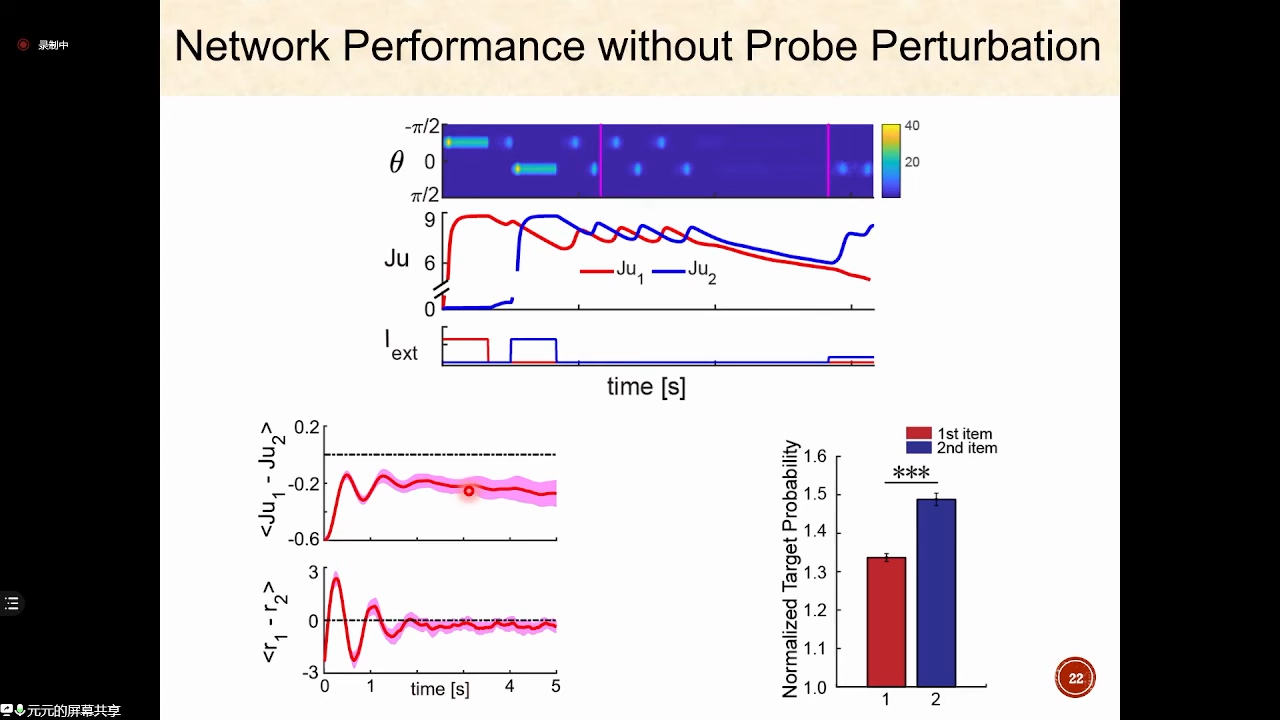 录制中
Network Performance without Probe Perturbation
-π/2
θ 0
π/2
40
20
9
Ju 6
0
Ju1 Ju2
Iext
time [s]
<Ju1 - Ju2>
0.2
-0.2
-0.6
<r1 - r2>
3
0
-3
0 1 time [s] 4 5
1st item
2nd item
***
Normalized Target Probability
1.6
1.5
1.4
1.3
1.2
1.1
1.0
1 2
22
元元的屏幕共享